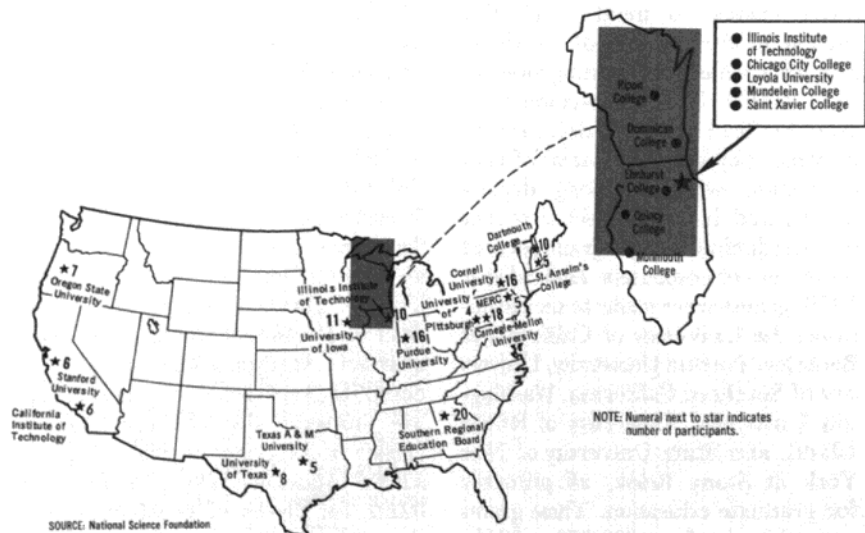 Illinois Institute
of Technology
Chicago City College
Loyola University
Mundelein College
Saint Xavier College
Ripon
College
Dominican
College
Elmhurst
College
Quincy
College
Monmouth
College
Dartmouth
College
10
5
St. Anselm's
College
Cornell
University
16
MERC
5
University
of
Pittsburgh
4
18
Carnegie-Mellon
University
Illinois Institute
of Technology
10
11
University
of Iowa
16
Purdue
University
7
Oregon State
University
6
Stanford
University
6
California
Institute of
Technology
20
Southern Regional
Education Board
Texas A & M
University
5
University
of Texas
8
NOTE: Numeral next to star indicates
number of participants.
SOURCE: National Science Foundation